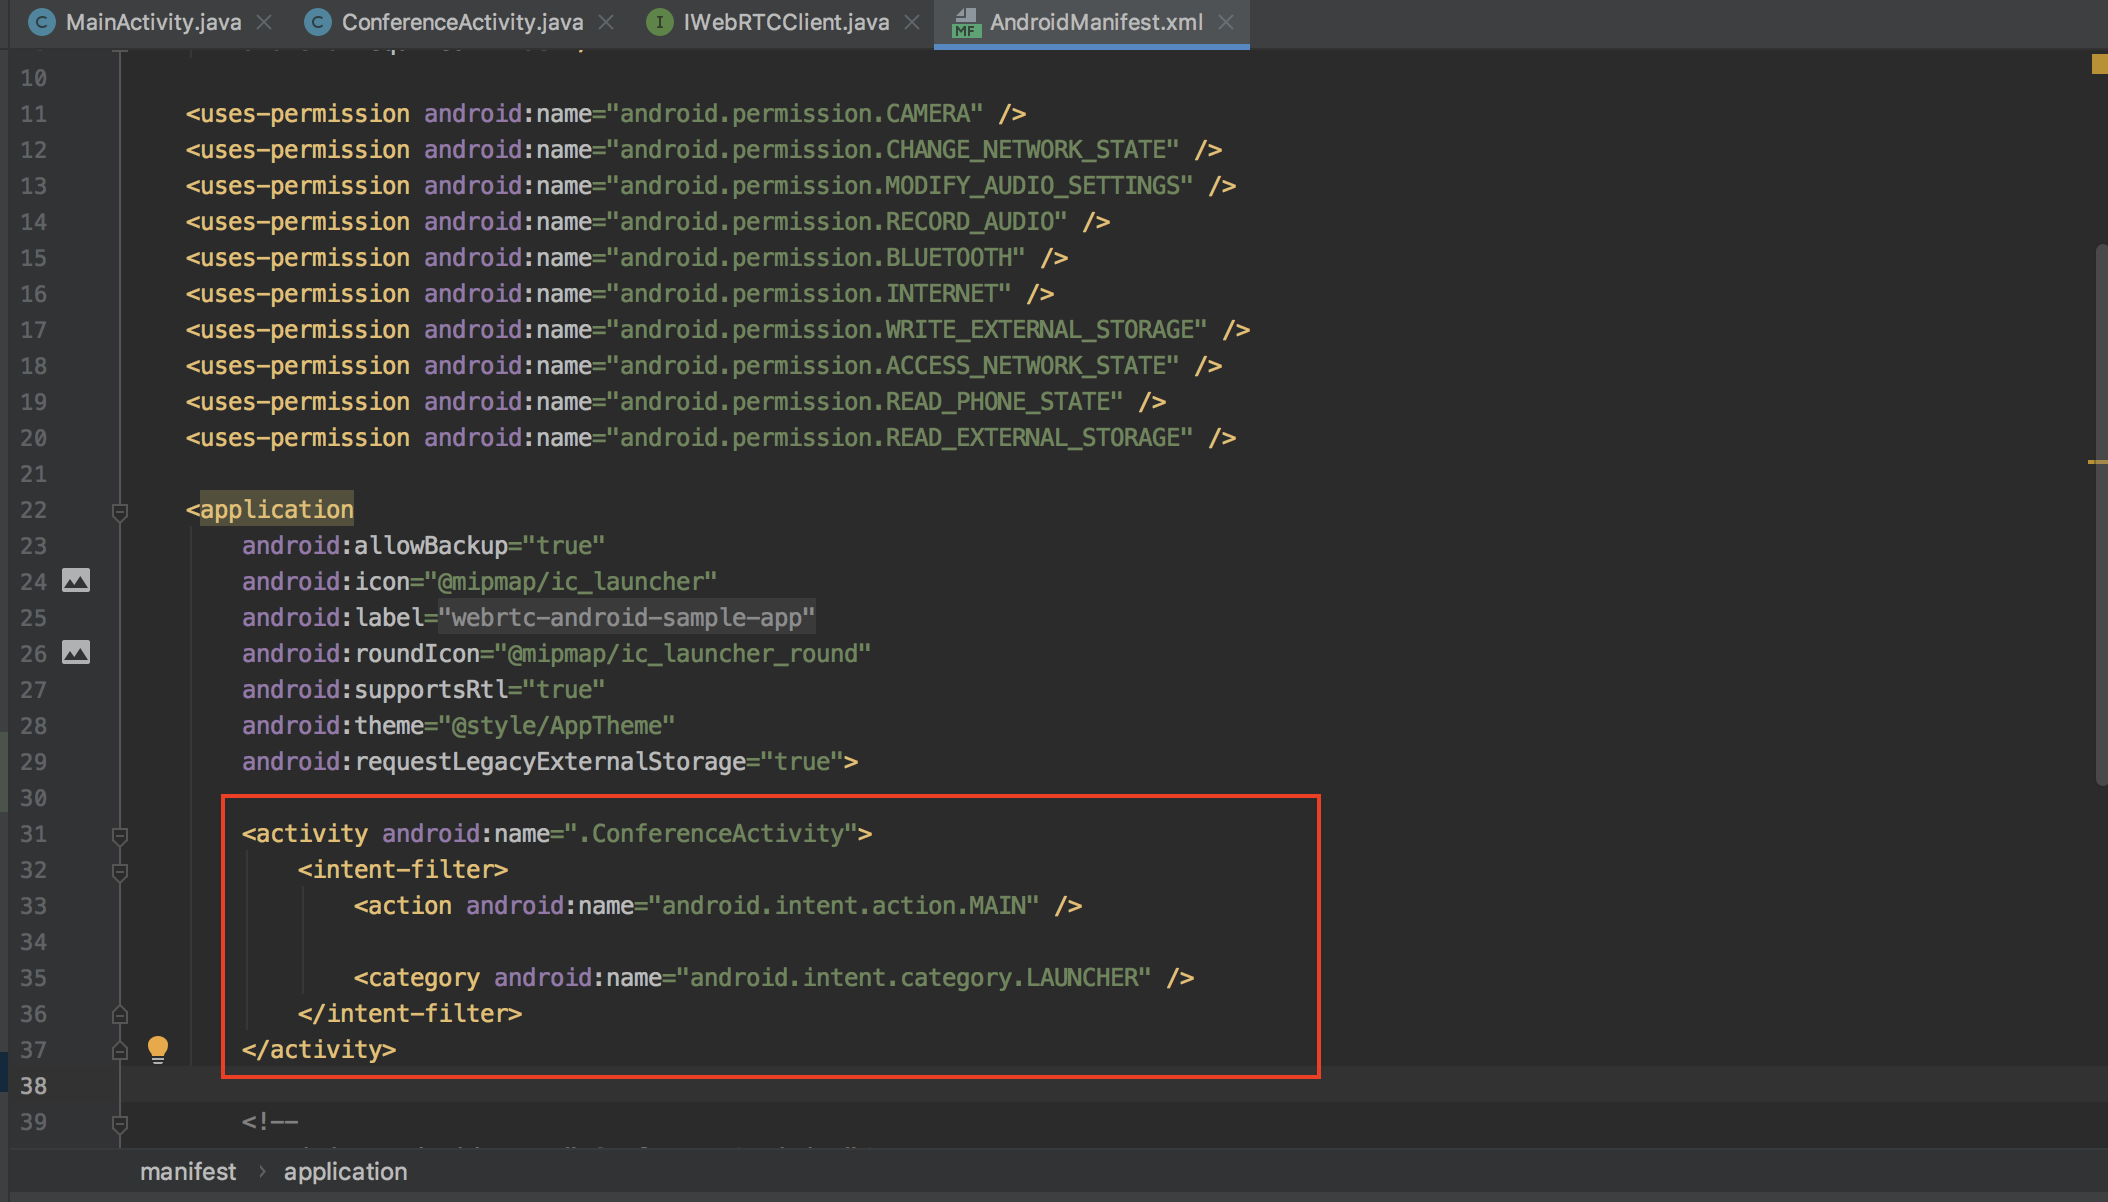 MainActivity.java ConferenceActivity.java IWebRTCClient.java AndroidManifest.xml
10
11 <uses-permission android:name="android.permission.CAMERA" />
12 <uses-permission android:name="android.permission.CHANGE_NETWORK_STATE" />
13 <uses-permission android:name="android.permission.MODIFY_AUDIO_SETTINGS" />
14 <uses-permission android:name="android.permission.RECORD_AUDIO" />
15 <uses-permission android:name="android.permission.BLUETOOTH" />
16 <uses-permission android:name="android.permission.INTERNET" />
17 <uses-permission android:name="android.permission.WRITE_EXTERNAL_STORAGE" />
18 <uses-permission android:name="android.permission.ACCESS_NETWORK_STATE" />
19 <uses-permission android:name="android.permission.READ_PHONE_STATE" />
20 <uses-permission android:name="android.permission.READ_EXTERNAL_STORAGE" />
21
22 <application
23 android:allowBackup="true"
24 android:icon="@mipmap/ic_launcher"
25 android:label="webrtc-android-sample-app"
26 android:roundIcon="@mipmap/ic_launcher_round"
27 android:supportsRtl="true"
28 android:theme="@style/AppTheme"
29 android:requestLegacyExternalStorage="true">
30
31 <activity android:name=".ConferenceActivity">
32 <intent-filter>
33 <action android:name="android.intent.action.MAIN" />
34
35 <category android:name="android.intent.category.LAUNCHER" />
36 </intent-filter>
37 </activity>
38
39 <!--
manifest > application